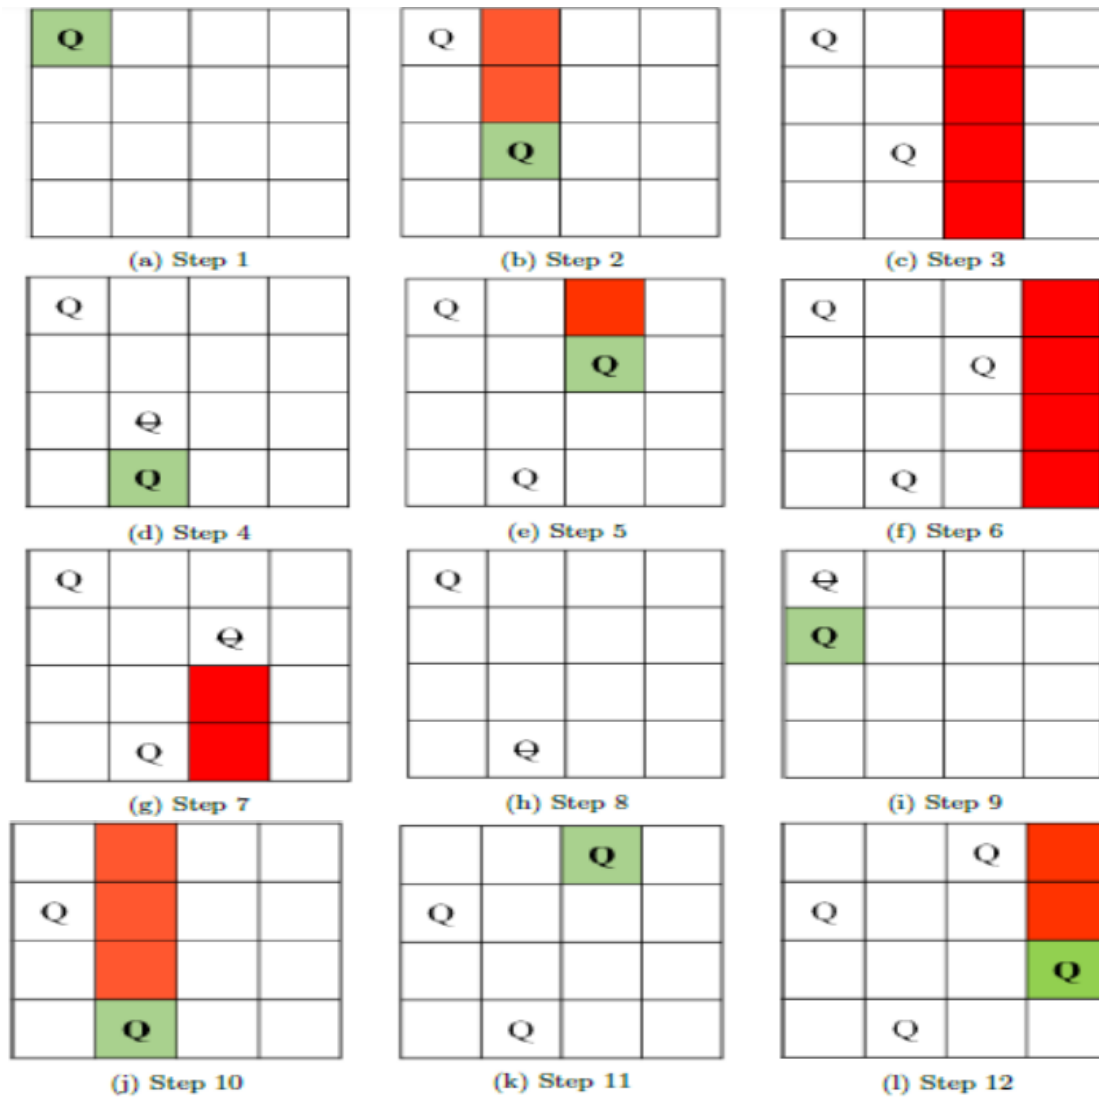 Q
Q
Q
Q
Q
(a) Step 1
(b) Step 2
(c) Step 3
Q
Q
Q
Q
Q
Q
Q
Q
Q
Q
(d) Step 4
(e) Step 5
(f) Step 6
Q
Q
Q
Q
Q
Q
Q
Q
(g) Step 7
(h) Step 8
(i) Step 9
Q
Q
Q
Q
Q
Q
Q
Q
Q
(j) Step 10
(k) Step 11
(l) Step 12